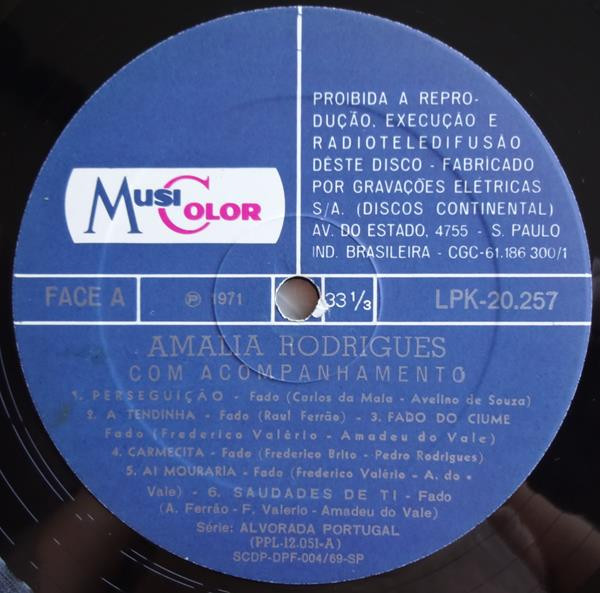 PROIBIDA A REPRO-
DUÇÃO, EXECUÇÃO E
RADIOTELEDIFUSÃO
DÊSTE DISCO - FABRICADO
POR GRAVAÇÕES ELÉTRICAS
S/A. (DISCOS CONTINENTAL)
AV. DO ESTADO, 4755 - S. PAULO
IND. BRASILEIRA - CGC-61.186 300/1
MUSICOLOR
FACE A ℗ 1971 33 1/3 LPK-20.257
AMALIA RODRIGUES
COM ACOMPANHAMENTO
1. PERSEGUIÇÃO - Fado (Carlos da Maia - Avelino de Souza)
2. A TENDINHA - Fado (Raul Ferrão) - 3. FADO DO CIUME
Fado (Frederico Valério - Amadeu do Vale)
4. CARMECITA - Fado (Frederico Brito - Pedro Rodrigues)
5. AI MOURARIA - Fado (Frederico Valério - A. do
Vale) - 6. SAUDADES DE TI - Fado
(A. Ferrão - F. Valerio - Amadeu do Vale)
Série: ALVORADA PORTUGAL
(PPL-12.051-A)
SCDP-DPF-004/69-SP